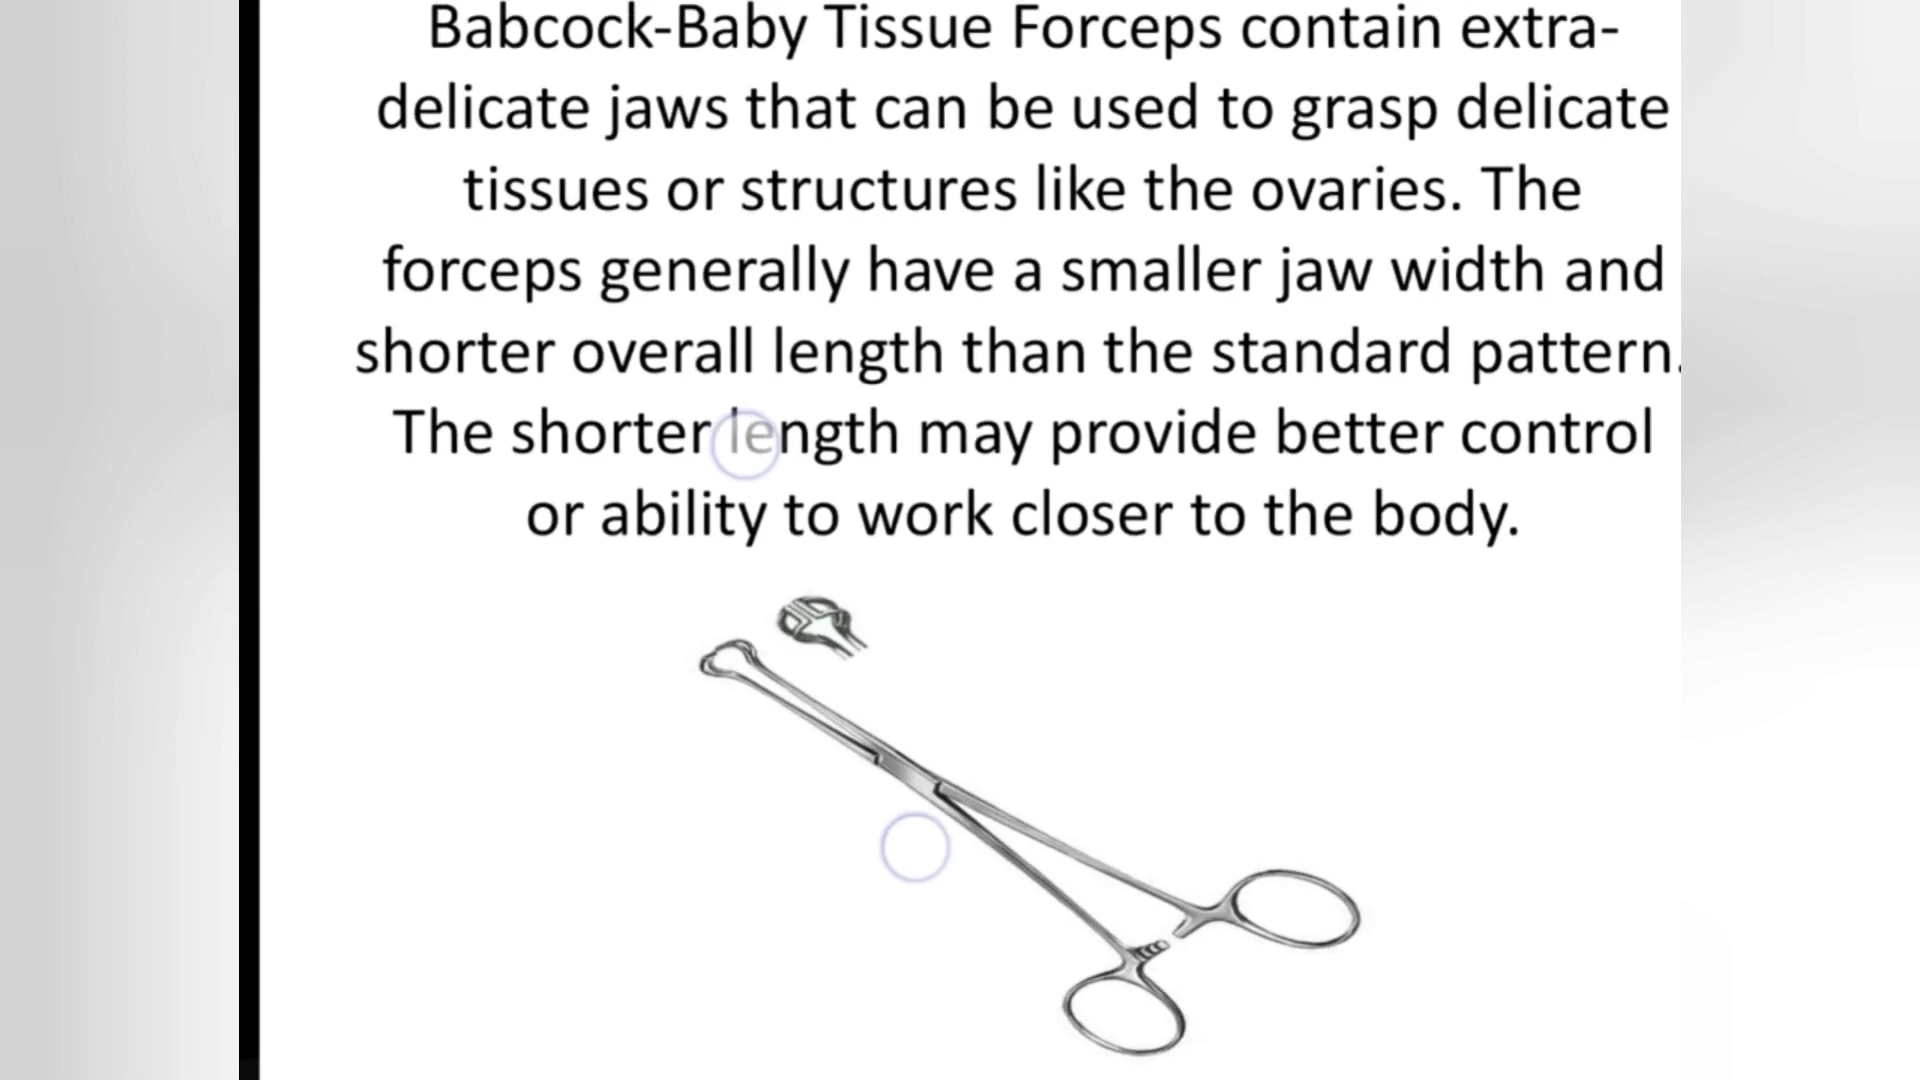 Babcock-Baby Tissue Forceps contain extra-
delicate jaws that can be used to grasp delicate
tissues or structures like the ovaries. The
forceps generally have a smaller jaw width and
shorter overall length than the standard pattern.
The shorter length may provide better control
or ability to work closer to the body.